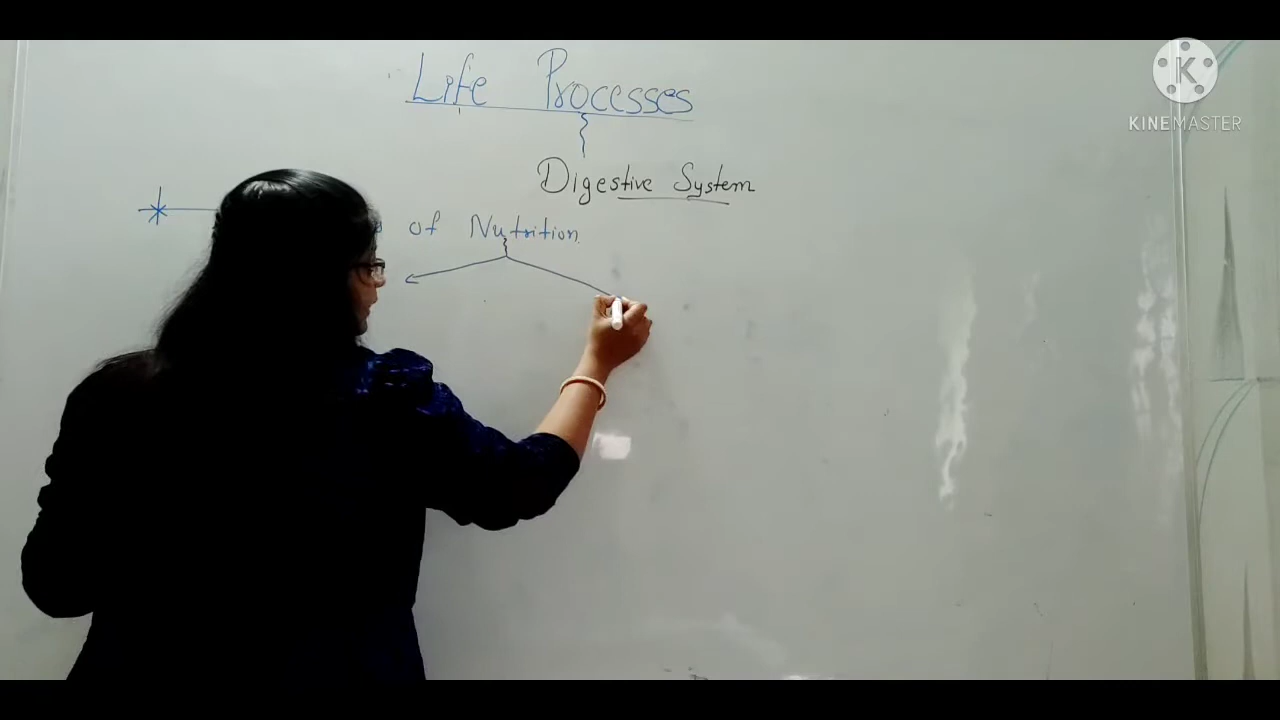 Life Processes
Digestive System
of Nutrition
KINEMASTER